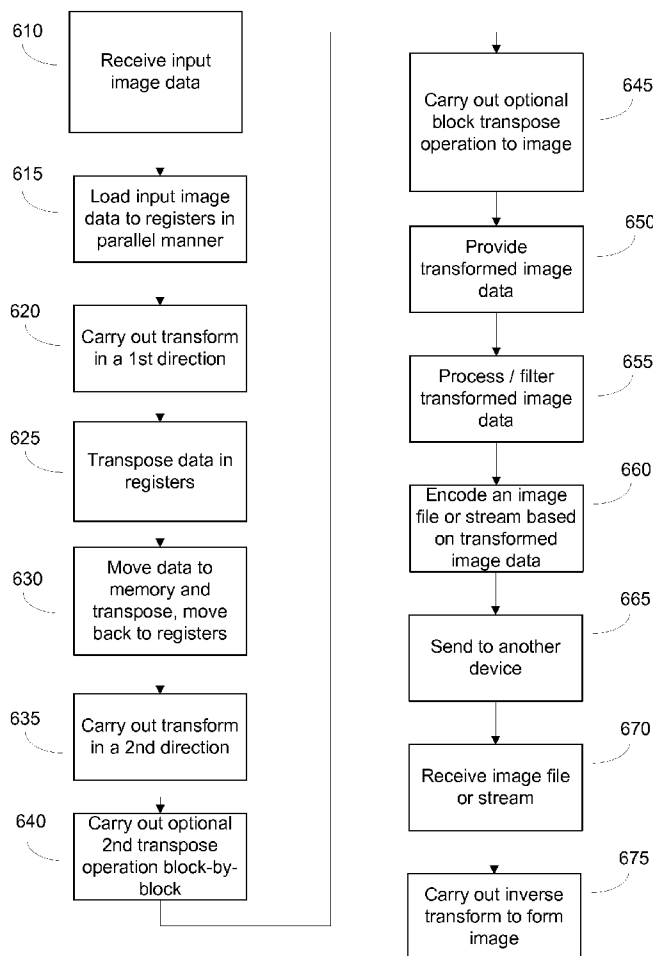 610
Receive input
image data
615
Load input image
data to registers in
parallel manner
620
Carry out transform
in a 1st direction
625
Transpose data in
registers
630
Move data to
memory and
transpose, move
back to registers
635
Carry out transform
in a 2nd direction
640
Carry out optional
2nd transpose
operation block-by-
block
645
Carry out optional
block transpose
operation to image
650
Provide
transformed image
data
655
Process / filter
transformed image
data
660
Encode an image
file or stream based
on transformed
image data
665
Send to another
device
670
Receive image file
or stream
675
Carry out inverse
transform to form
image